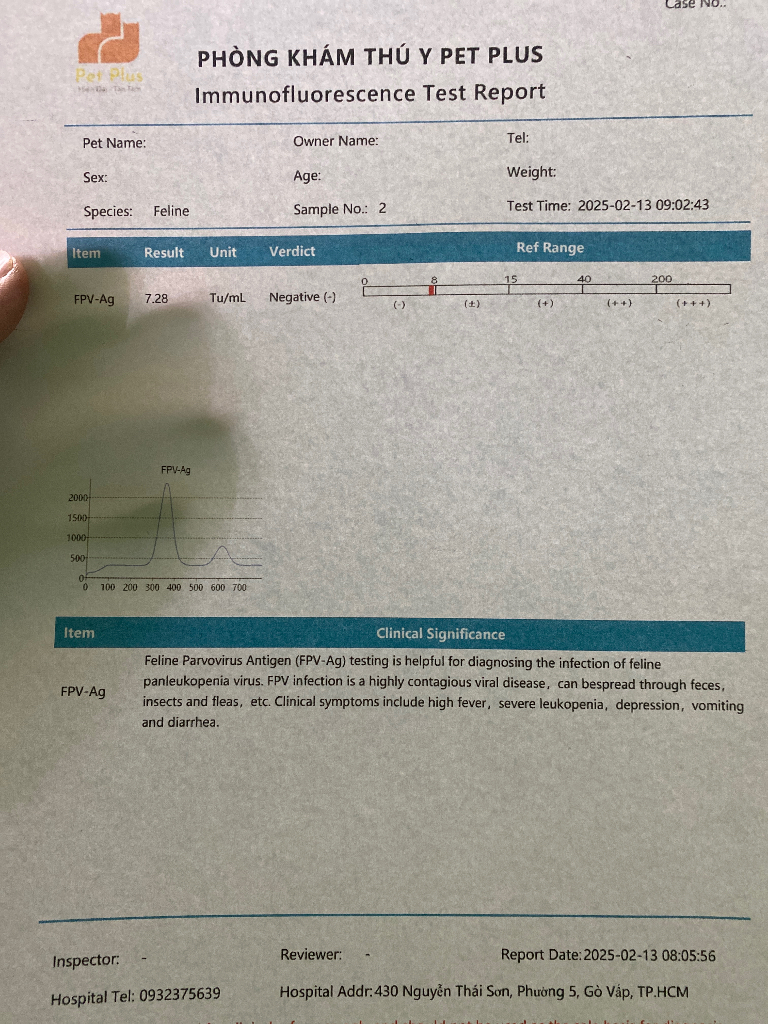 Case No.:
Pet Plus
PHÒNG KHÁM THÚ Y PET PLUS
Immunofluorescence Test Report
Pet Name: Owner Name: Tel:
Sex: Age: Weight:
Species: Feline Sample No.: 2 Test Time: 2025-02-13 09:02:43
Item Result Unit Verdict Ref Range
0 8 15 40 200
FPV-Ag 7.28 Tu/mL Negative (-)
(-) (±) (+) (++) (+++)
FPV-Ag
2000
1500
1000
500
0
0 100 200 300 400 500 600 700
Item Clinical Significance
FPV-Ag
Feline Parvovirus Antigen (FPV-Ag) testing is helpful for diagnosing the infection of feline
panleukopenia virus. FPV infection is a highly contagious viral disease, can bespread through feces,
insects and fleas, etc. Clinical symptoms include high fever, severe leukopenia, depression, vomiting
and diarrhea.
Inspector: - Reviewer: - Report Date:2025-02-13 08:05:56
Hospital Tel: 0932375639 Hospital Addr:430 Nguyễn Thái Sơn, Phường 5, Gò Vấp, TP.HCM